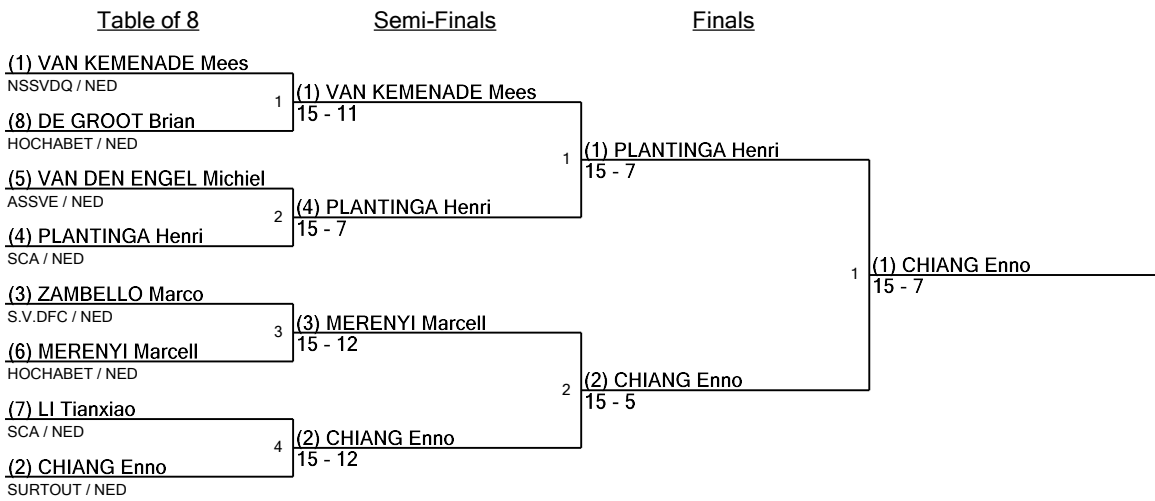 Table of 8
Semi-Finals
Finals
(1) VAN KEMENADE Mees
NSSVDQ / NED
1
(8) DE GROOT Brian
HOCHABET / NED
(5) VAN DEN ENGEL Michiel
ASSVE / NED
2
(4) PLANTINGA Henri
SCA / NED
(3) ZAMBELLO Marco
S.V.DFC / NED
3
(6) MERENYI Marcell
HOCHABET / NED
(7) LI Tianxiao
SCA / NED
4
(2) CHIANG Enno
SURTOUT / NED
(1) VAN KEMENADE Mees
15 - 11
1
(4) PLANTINGA Henri
15 - 7
(3) MERENYI Marcell
15 - 12
2
(2) CHIANG Enno
15 - 12
(1) PLANTINGA Henri
15 - 7
1
(2) CHIANG Enno
15 - 5
(1) CHIANG Enno
15 - 7